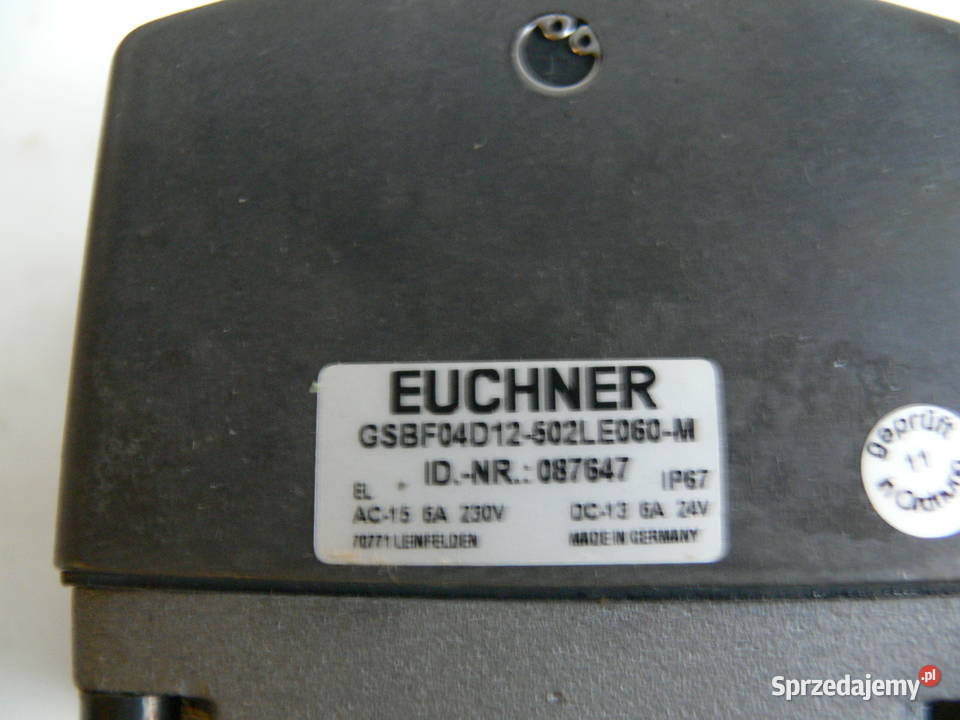 EUCHNER
GSBF04D12-502LE060-M
ID.-NR.: 087647
EL IP67
AC-15 6A 230V DC-13 6A 24V
70771 LEINFELDEN MADE IN GERMANY
geprüft
11
Sprzedajemy.pl